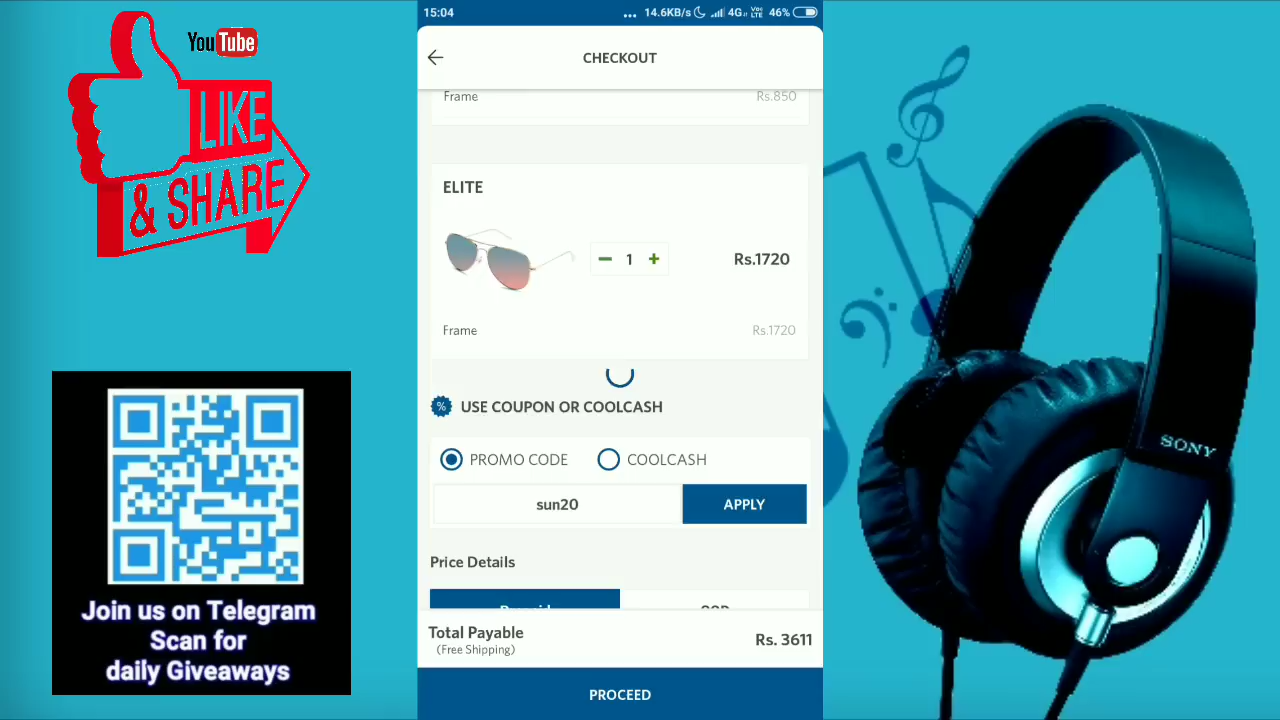 YouTube
LIKE
& SHARE
Join us on Telegram
Scan for
daily Giveaways
15:04
... 14.6KB/s 4G Vo LTE 46%
CHECKOUT
Frame Rs.850
ELITE
1 Rs.1720
Frame Rs.1720
% USE COUPON OR COOLCASH
PROMO CODE COOLCASH
sun20 APPLY
Price Details
Total Payable Rs. 3611
(Free Shipping)
PROCEED
SONY